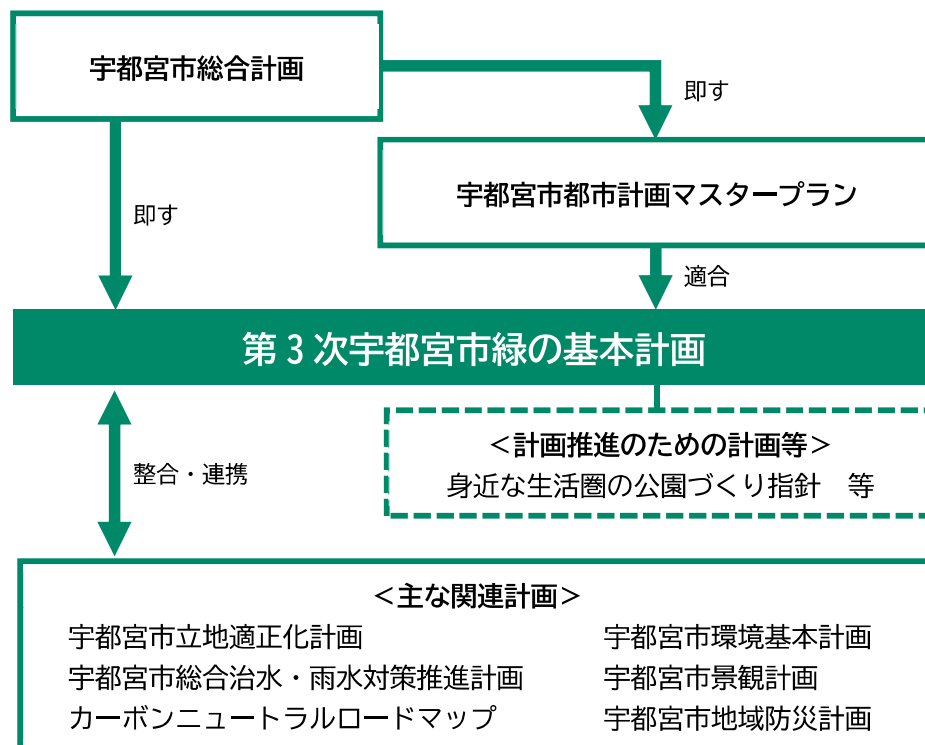 宇都宮市総合計画
即す
宇都宮市都市計画マスタープラン
即す
適合
第3次宇都宮市緑の基本計画
整合・連携
＜計画推進のための計画等＞
身近な生活圏の公園づくり指針　等
＜主な関連計画＞
宇都宮市立地適正化計画
宇都宮市総合治水・雨水対策推進計画
カーボンニュートラルロードマップ
宇都宮市環境基本計画
宇都宮市景観計画
宇都宮市地域防災計画